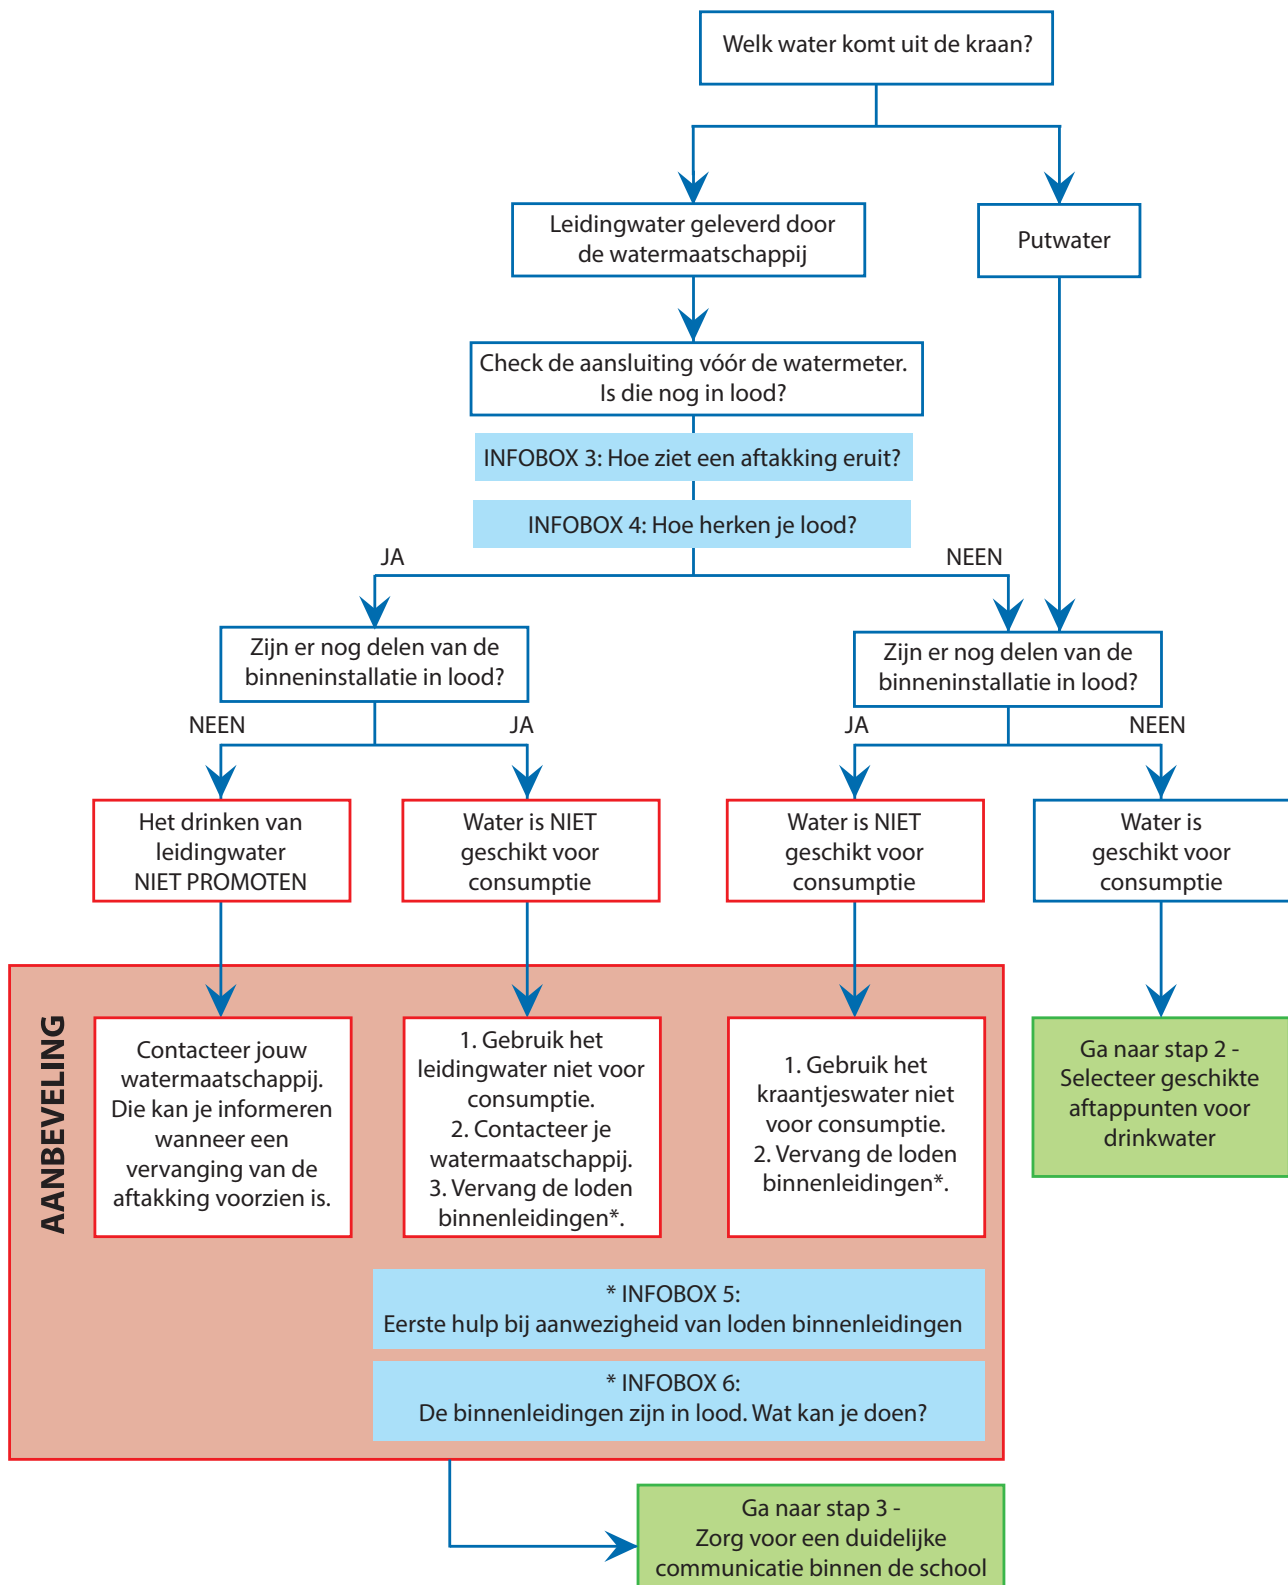 Welk water komt uit de kraan?
Leidingwater geleverd door
de watermaatschappij
Putwater
Check de aansluiting vóór de watermeter.
Is die nog in lood?
INFOBOX 3: Hoe ziet een aftakking eruit?
INFOBOX 4: Hoe herken je lood?
JA
NEEN
Zijn er nog delen van de
binneninstallatie in lood?
Zijn er nog delen van de
binneninstallatie in lood?
NEEN
JA
JA
NEEN
Het drinken van
leidingwater
NIET PROMOTEN
Water is NIET
geschikt voor
consumptie
Water is NIET
geschikt voor
consumptie
Water is
geschikt voor
consumptie
AANBEVELING
Contacteer jouw
watermaatschappij.
Die kan je informeren
wanneer een
vervanging van de
aftakking voorzien is.
1. Gebruik het
leidingwater niet voor
consumptie.
2. Contacteer je
watermaatschappij.
3. Vervang de loden
binnenleidingen*.
1. Gebruik het
kraantjeswater niet
voor consumptie.
2. Vervang de loden
binnenleidingen*.
Ga naar stap 2 -
Selecteer geschikte
aftappunten voor
drinkwater
* INFOBOX 5:
Eerste hulp bij aanwezigheid van loden binnenleidingen
* INFOBOX 6:
De binnenleidingen zijn in lood. Wat kan je doen?
Ga naar stap 3 -
Zorg voor een duidelijke
communicatie binnen de school